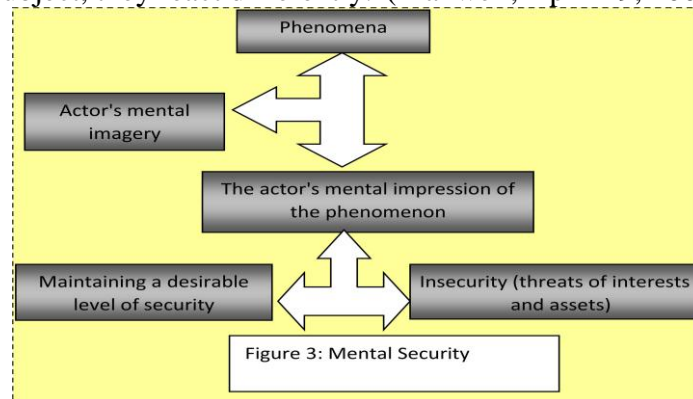 differently.
Phenomena
Actor's mental
imagery
The actor's mental impression of
the phenomenon
Maintaining a desirable
level of security
Insecurity (threats of interests
and assets)
Figure 3: Mental Security